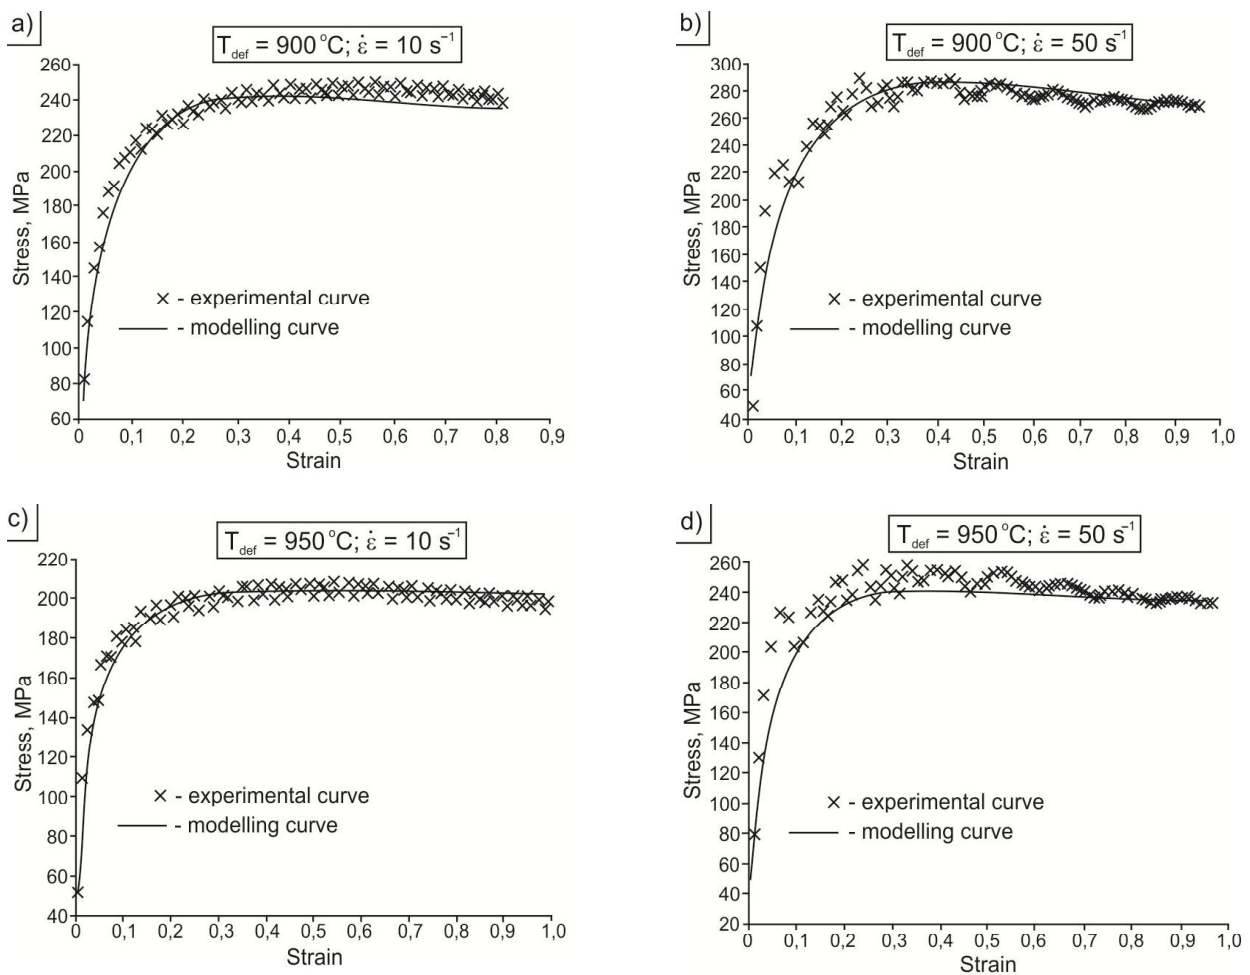 a)
T def = 900 °C; ε̇ = 10 s⁻¹
260
240
220
200
180
160
140
120
100
80
60
Stress, MPa
× - experimental curve
— - modelling curve
0 0,1 0,2 0,3 0,4 0,5 0,6 0,7 0,8 0,9
Strain
b)
T def = 900 °C; ε̇ = 50 s⁻¹
300
280
260
240
220
200
180
160
140
120
100
80
60
40
Stress, MPa
× - experimental curve
— - modelling curve
0 0,1 0,2 0,3 0,4 0,5 0,6 0,7 0,8 0,9 1,0
Strain
c)
T def = 950 °C; ε̇ = 10 s⁻¹
220
200
180
160
140
120
100
80
60
40
Stress, MPa
× - experimental curve
— - modelling curve
0 0,1 0,2 0,3 0,4 0,5 0,6 0,7 0,8 0,9 1,0
Strain
d)
T def = 950 °C; ε̇ = 50 s⁻¹
260
240
220
200
180
160
140
120
100
80
60
40
20
Stress, MPa
× - experimental curve
— - modelling curve
0 0,1 0,2 0,3 0,4 0,5 0,6 0,7 0,8 0,9 1,0
Strain